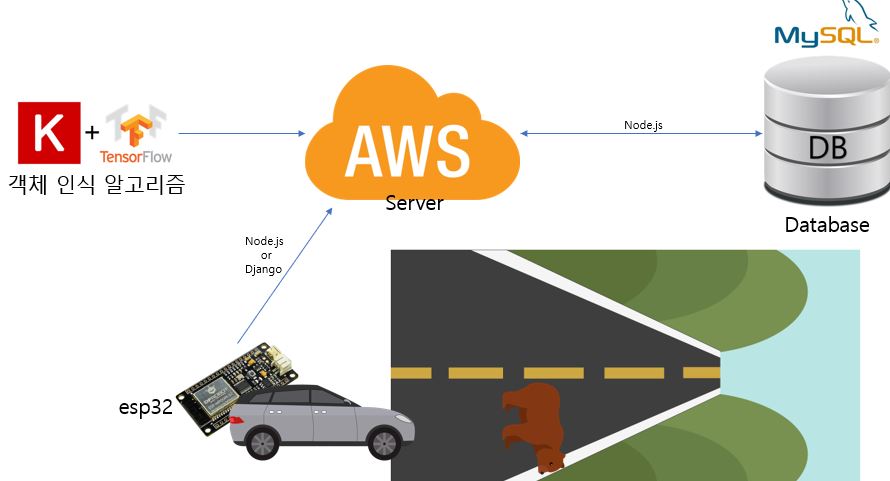 MySQL®
K
+
TensorFlow
객체 인식 알고리즘
AWS
Server
Node.js
DB
Database
Node.js
or
Django
esp32